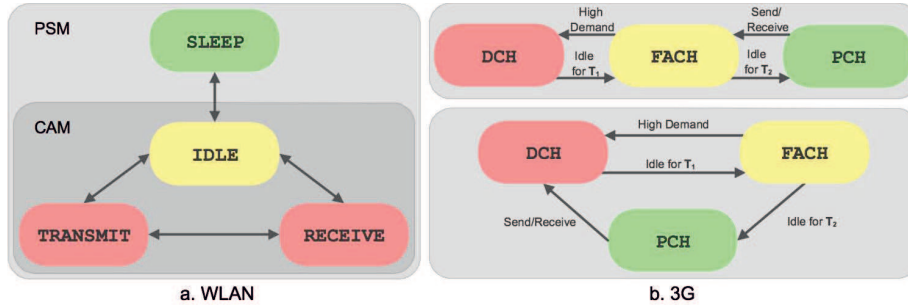 PSM
SLEEP
CAM
IDLE
TRANSMIT
RECEIVE
a. WLAN
High
Demand
Send/
Receive
DCH
FACH
PCH
Idle
for T₁
Idle
for T₂
High Demand
DCH
FACH
Idle for T₁
Send/Receive
Idle for T₂
PCH
b. 3G